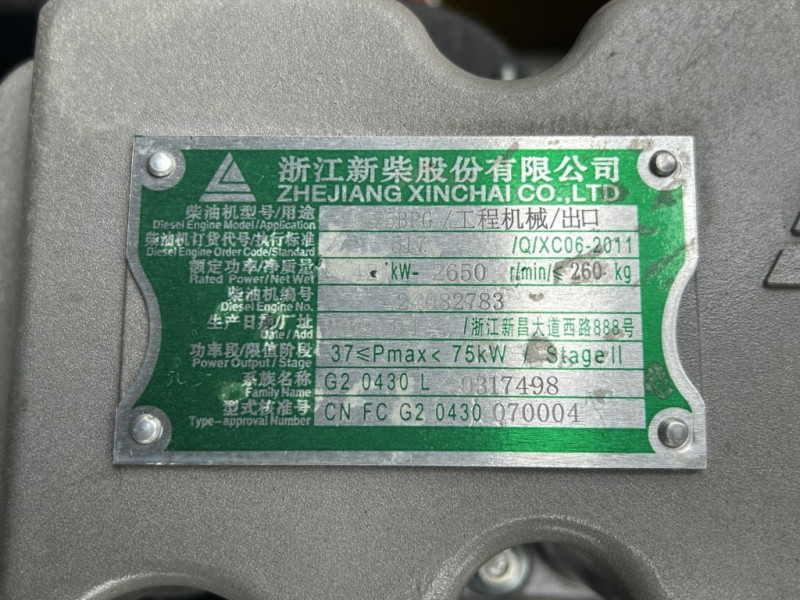 浙江新柴股份有限公司
ZHEJIANG XINCHAI CO.,LTD
柴油机型号/用途 BPG /工程机械/出口
Diesel Engine Model/Application
柴油机订货代号/执行标准 /Q/XC06-2011
Diesel Engine Order Code/Standard
额定功率/净质量 kW- 2650 r/min/≤ 260 kg
Rated Power/Net Wet
柴油机编号
Diesel Engine No.
生产日期/厂址 /浙江新昌大道西路888号
Date / Add
功率段/限值阶段 37≤Pmax< 75kW / Stage II
Power Output / Stage
系族名称 G2 0430 L 0317498
Family Name
型式核准号 CN FC G2 0430 070004
Type-approval Number